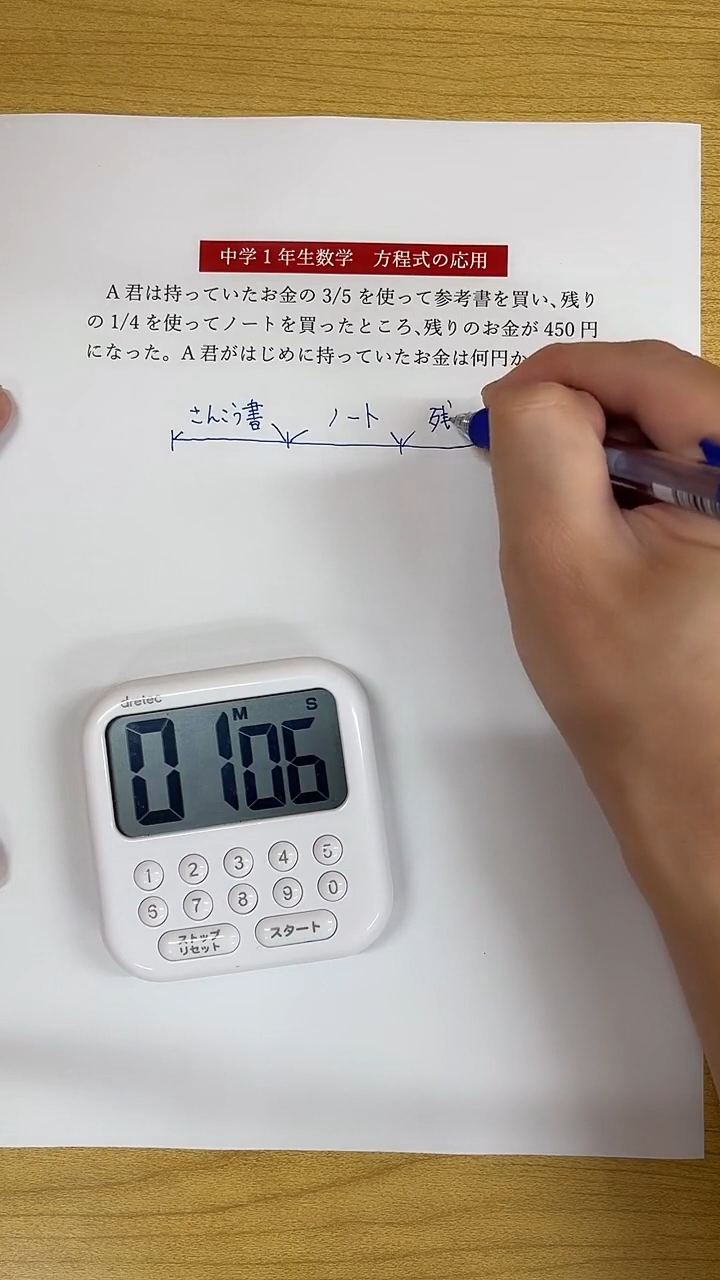 中学1年生数学　方程式の応用
A君は持っていたお金の3/5を使って参考書を買い、残り
の1/4を使ってノートを買ったところ、残りのお金が450円
になった。A君がはじめに持っていたお金は何円か
さんこう書 ノート 残
dretec
M S
01 06
1 2 3 4 5
6 7 8 9 0
ストップ
リセット
スタート